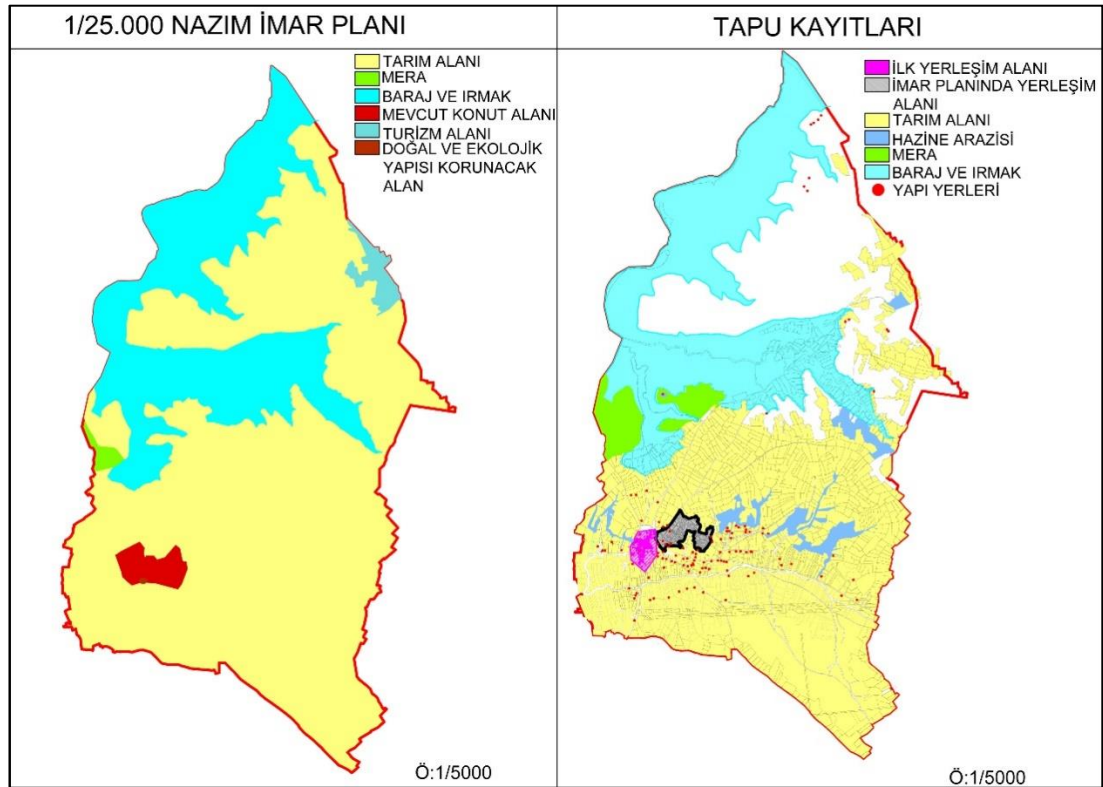 1/25.000 NAZIM İMAR PLANI
TARIM ALANI
MERA
BARAJ VE IRMAK
MEVCUT KONUT ALANI
TURİZM ALANI
DOĞAL VE EKOLOJİK
YAPISI KORUNACAK
ALAN
Ö:1/5000
TAPU KAYITLARI
İLK YERLEŞİM ALANI
İMAR PLANINDA YERLEŞİM
ALANI
TARIM ALANI
HAZİNE ARAZİSİ
MERA
BARAJ VE IRMAK
YAPI YERLERİ
Ö:1/5000